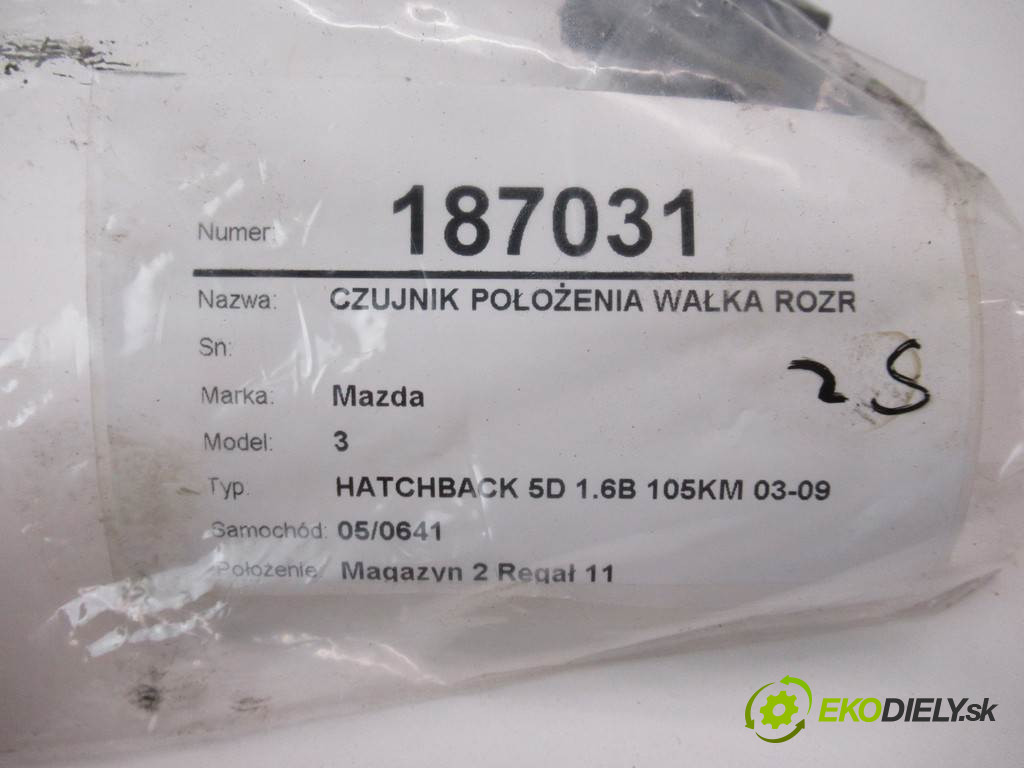 Numer: 187031
Nazwa: CZUJNIK POŁOŻENIA WAŁKA ROZR
Sn:
Marka: Mazda
Model: 3
Typ: HATCHBACK 5D 1.6B 105KM 03-09
Samochód: 05/0641
Położenie: Magazyn 2 Regał 11
2S
EKODIELY.sk